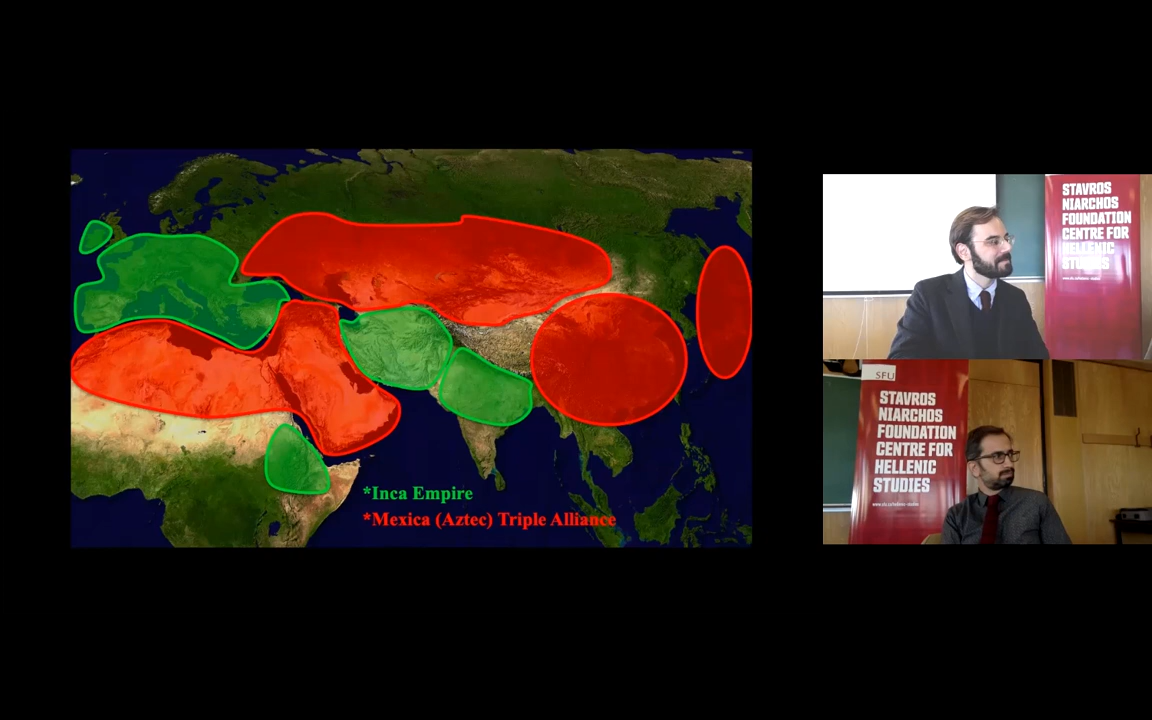 *Inca Empire
*Mexica (Aztec) Triple Alliance
STAVROS
NIARCHOS
FOUNDATION
CENTRE FOR
HELLENIC
STUDIES
SFU
STAVROS
NIARCHOS
FOUNDATION
CENTRE FOR
HELLENIC
STUDIES